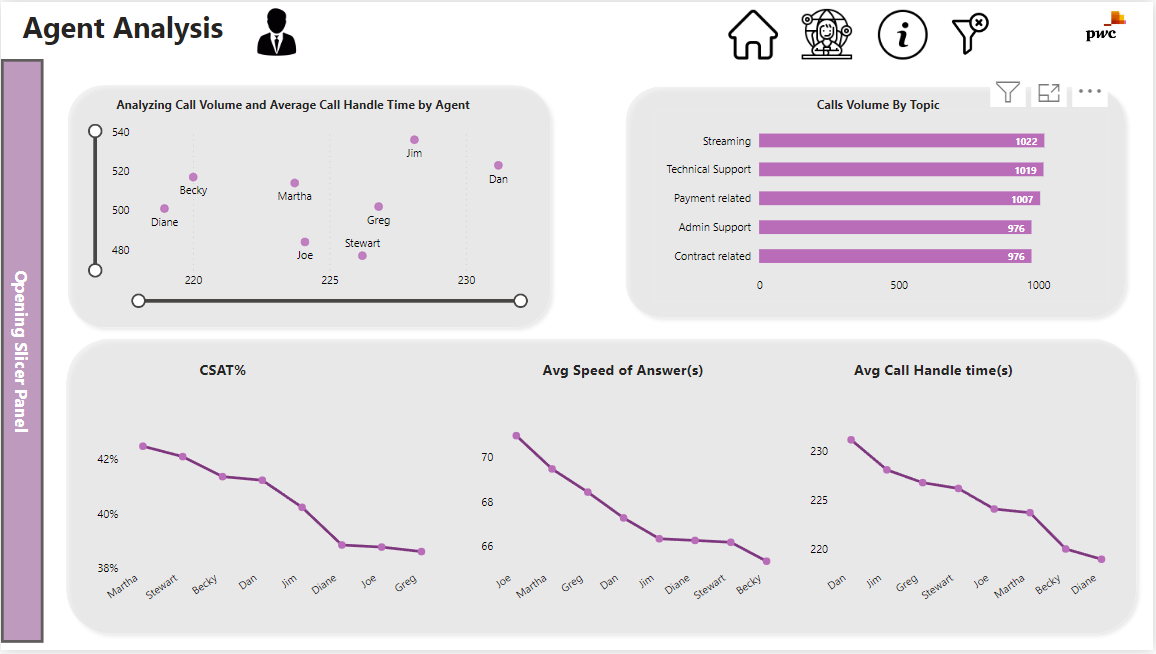 Agent Analysis
pwc
Opening Slicer Panel
Analyzing Call Volume and Average Call Handle Time by Agent
540
520
500
480
Jim
Dan
Becky
Martha
Diane
Greg
Stewart
Joe
220
225
230
Calls Volume By Topic
Streaming
1022
Technical Support
1019
Payment related
1007
Admin Support
976
Contract related
976
0
500
1000
CSAT%
42%
40%
38%
Martha
Stewart
Becky
Dan
Jim
Diane
Joe
Greg
Avg Speed of Answer(s)
70
68
66
Joe
Martha
Greg
Dan
Jim
Diane
Stewart
Becky
Avg Call Handle time(s)
230
225
220
Dan
Jim
Greg
Stewart
Joe
Martha
Becky
Diane